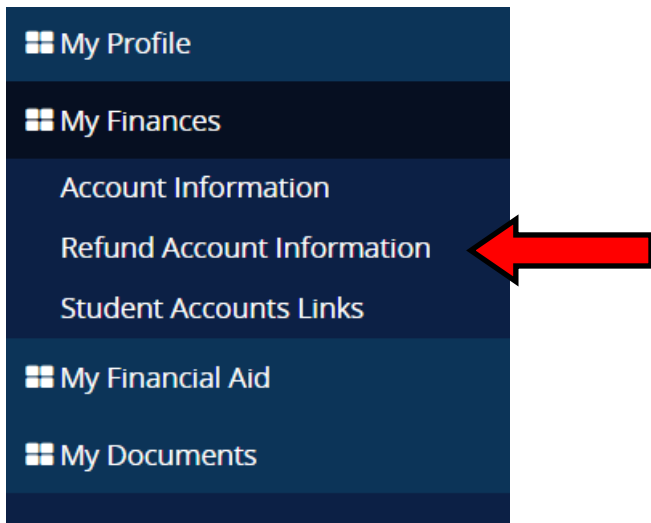 My Profile
My Finances
Account Information
Refund Account Information
Student Accounts Links
My Financial Aid
My Documents